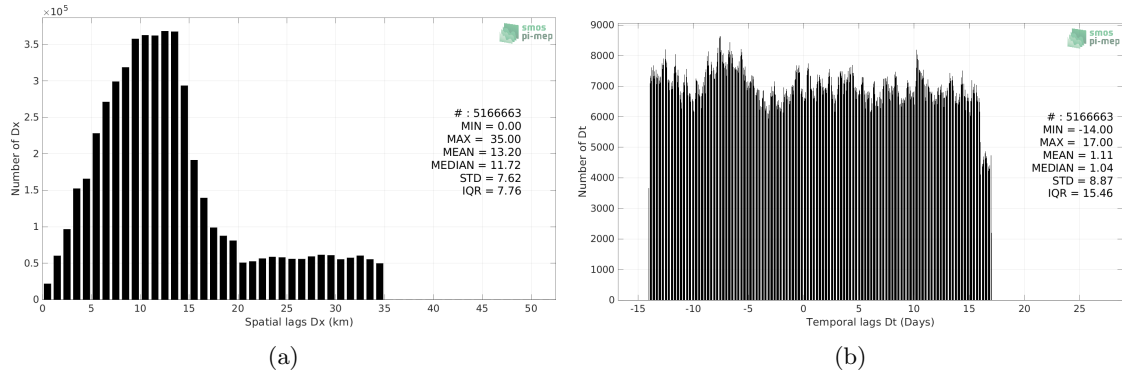 ×10⁵
3.5
3
2.5
2
1.5
1
0.5
0
Number of Dx
smos
pi-mep
# : 5166663
MIN = 0.00
MAX = 35.00
MEAN = 13.20
MEDIAN = 11.72
STD = 7.62
IQR = 7.76
0 5 10 15 20 25 30 35 40 45 50
Spatial lags Dx (km)
(a)
9000
8000
7000
6000
5000
4000
3000
2000
1000
0
Number of Dt
smos
pi-mep
# : 5166663
MIN = -14.00
MAX = 17.00
MEAN = 1.11
MEDIAN = 1.04
STD = 8.87
IQR = 15.46
-15 -10 -5 0 5 10 15 20 25
Temporal lags Dt (Days)
(b)